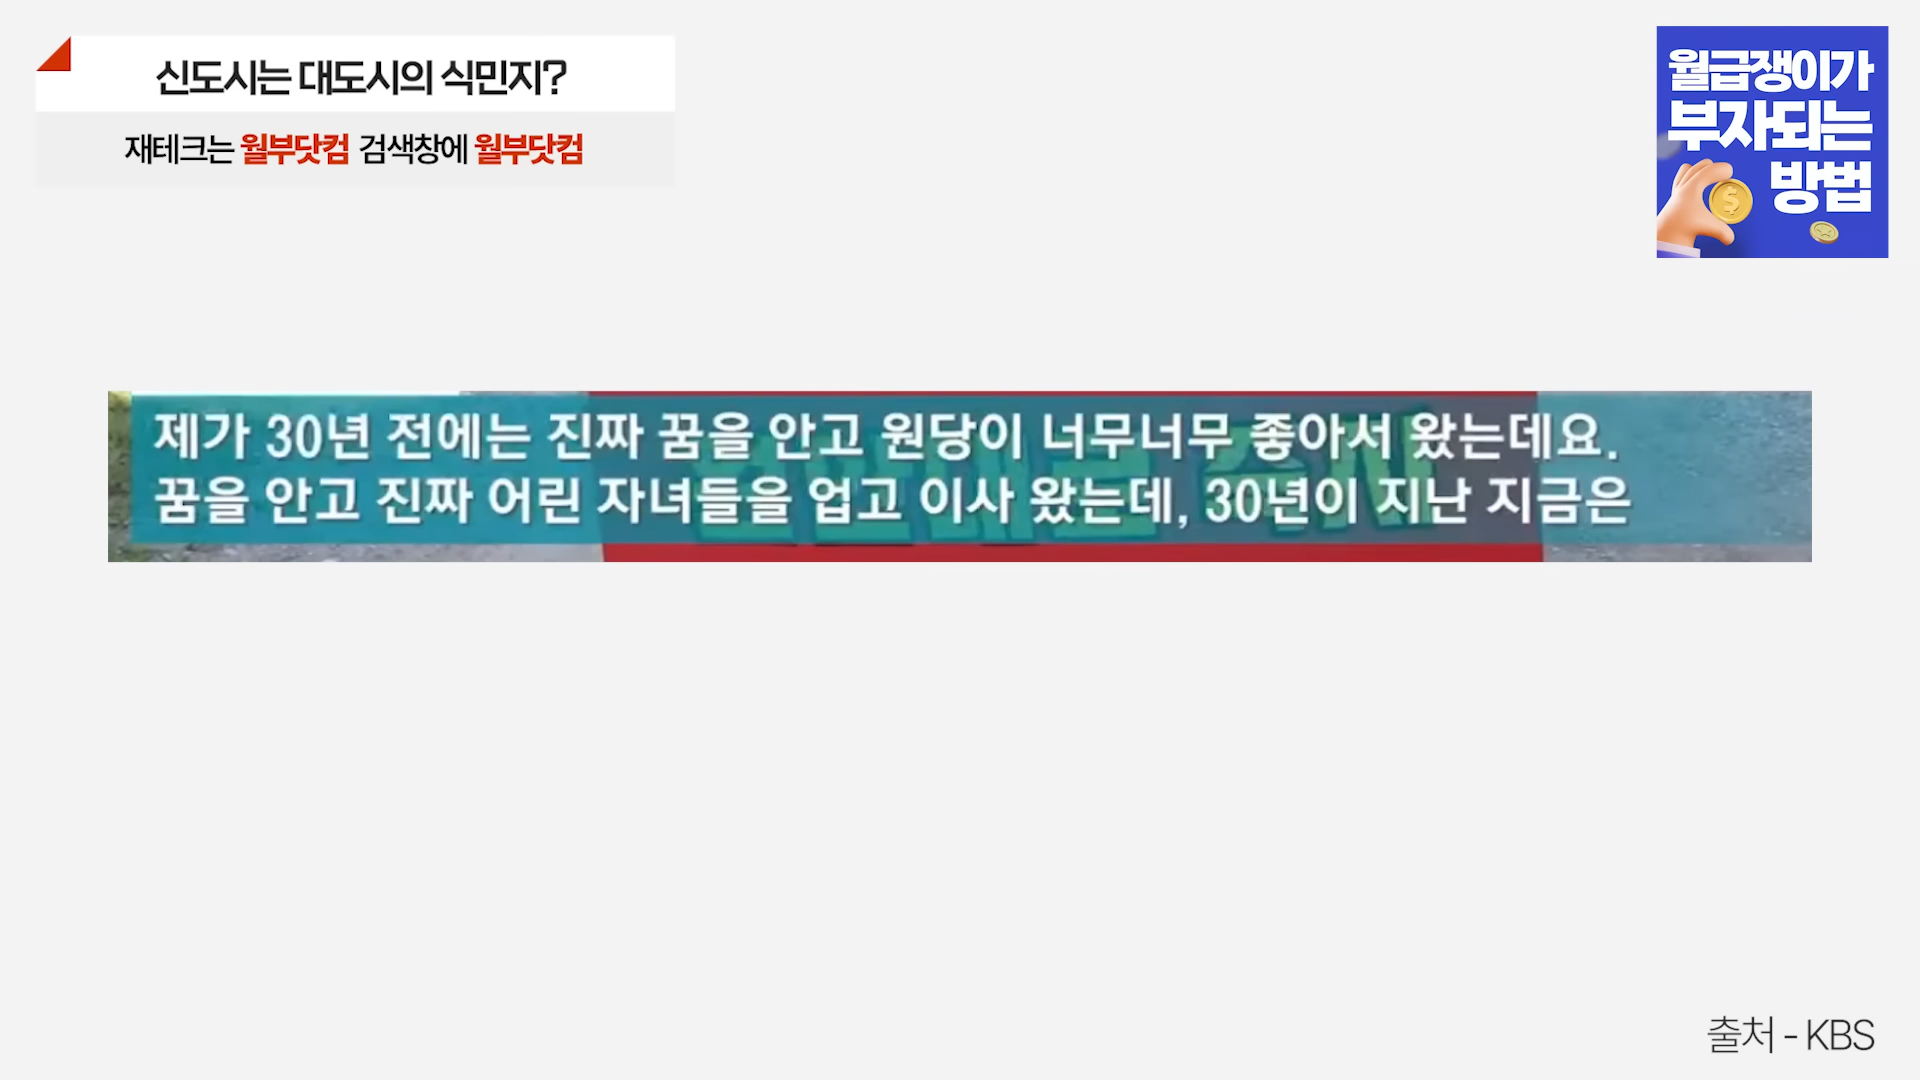 신도시는 대도시의 식민지?
재테크는 월부닷컴 검색창에 월부닷컴
월급쟁이가
부자되는
방법
제가 30년 전에는 진짜 꿈을 안고 원당이 너무너무 좋아서 왔는데요.
꿈을 안고 진짜 어린 자녀들을 업고 이사 왔는데, 30년이 지난 지금은
출처 - KBS